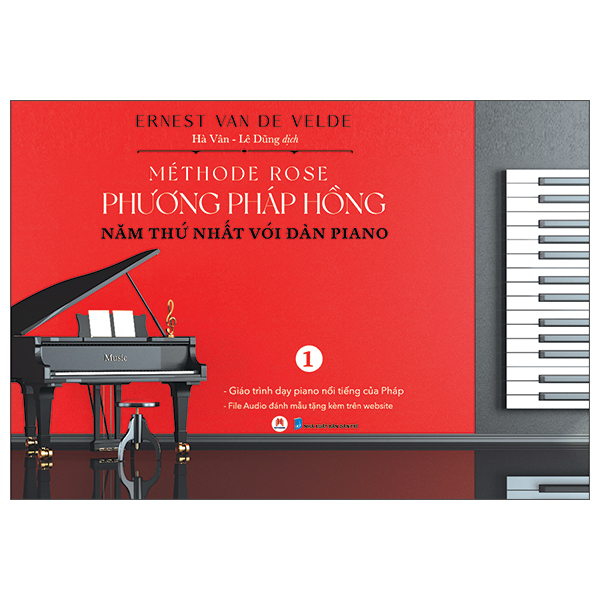 ERNEST VAN DE VELDE
Hà Vân - Lê Dũng dịch
MÉTHODE ROSE
PHƯƠNG PHÁP HỒNG
NĂM THỨ NHẤT VỚI ĐÀN PIANO
Music
1
- Giáo trình dạy piano nổi tiếng của Pháp
- File Audio đánh mẫu tặng kèm trên website